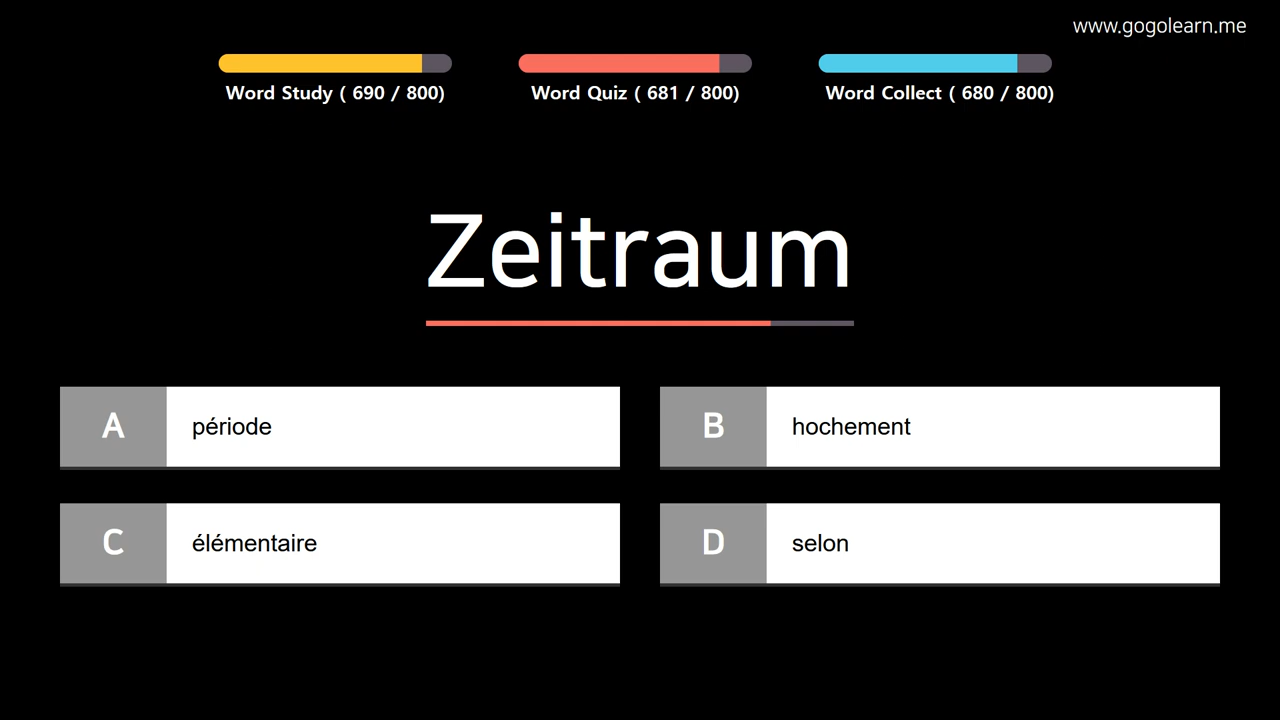 www.gogolearn.me
Word Study ( 690 / 800)
Word Quiz ( 681 / 800)
Word Collect ( 680 / 800)
Zeitraum
A
période
B
hochement
C
élémentaire
D
selon